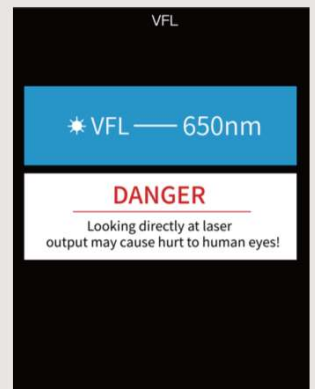 VFL
VFL — 650nm
DANGER
Looking directly at laser
output may cause hurt to human eyes!